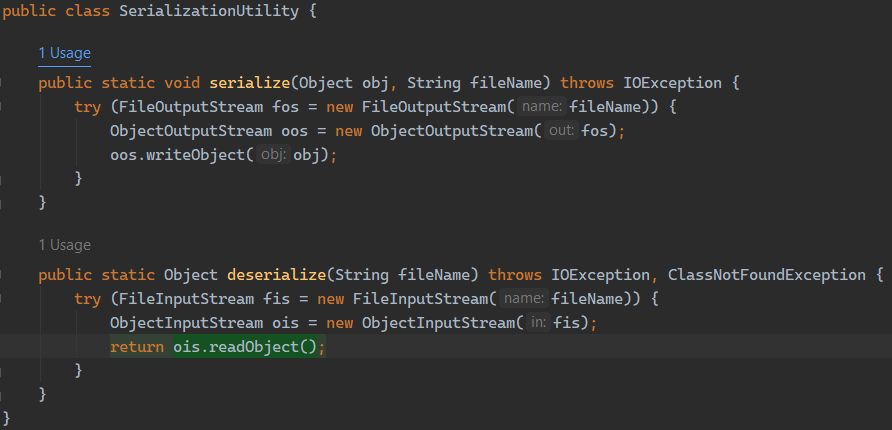 public class SerializationUtility {
1 Usage
public static void serialize(Object obj, String fileName) throws IOException {
try (FileOutputStream fos = new FileOutputStream( name: fileName)) {
ObjectOutputStream oos = new ObjectOutputStream( out: fos);
oos.writeObject( obj: obj);
}
}
1 Usage
public static Object deserialize(String fileName) throws IOException, ClassNotFoundException {
try (FileInputStream fis = new FileInputStream( name: fileName)) {
ObjectInputStream ois = new ObjectInputStream( in: fis);
return ois.readObject();
}
}
}